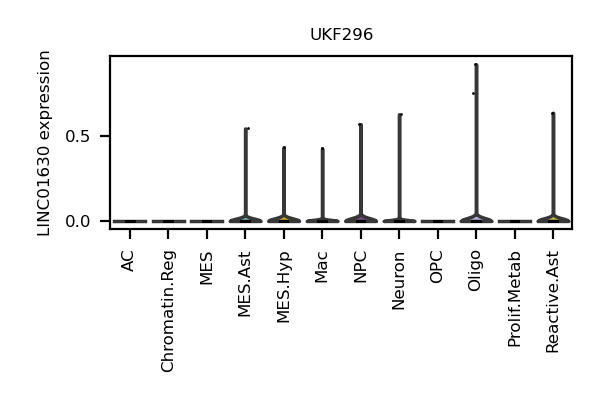 UKF296
LINC01630 expression
0.5
0.0
AC
Chromatin.Reg
MES
MES.Ast
MES.Hyp
Mac
NPC
Neuron
OPC
Oligo
Prolif.Metab
Reactive.Ast